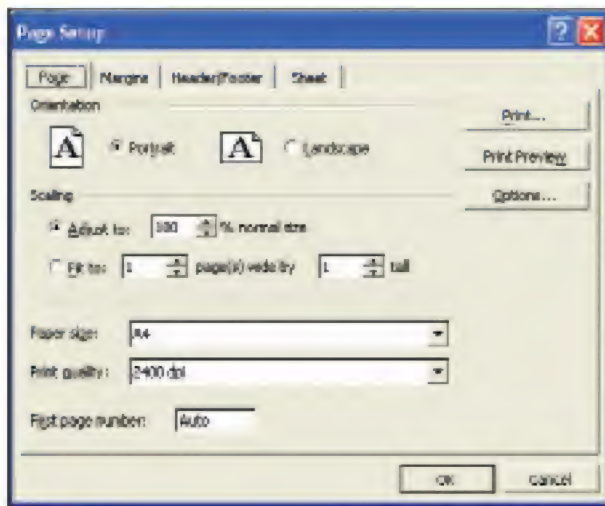 Page Setup
Page Margins Header/Footer Sheet
Orientation
A Portrait A Landscape
Print...
Print Preview
Options...
Scaling
Adjust to: 100 % normal size
Fit to: 1 page(s) wide by 1 tall
Paper size: A4
Print quality: 2400 dpi
First page number: Auto
OK Cancel